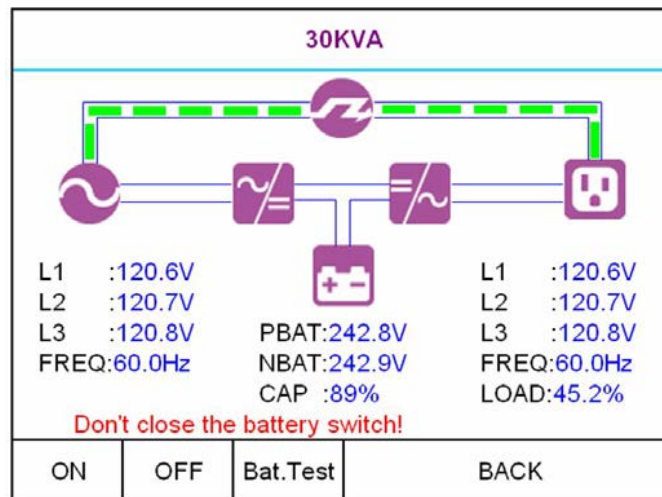 30KVA
L1 :120.6V
L2 :120.7V
L3 :120.8V
FREQ:60.0Hz
PBAT:242.8V
NBAT:242.9V
CAP :89%
L1 :120.6V
L2 :120.7V
L3 :120.8V
FREQ:60.0Hz
LOAD:45.2%
Don't close the battery switch!
ON OFF Bat.Test BACK